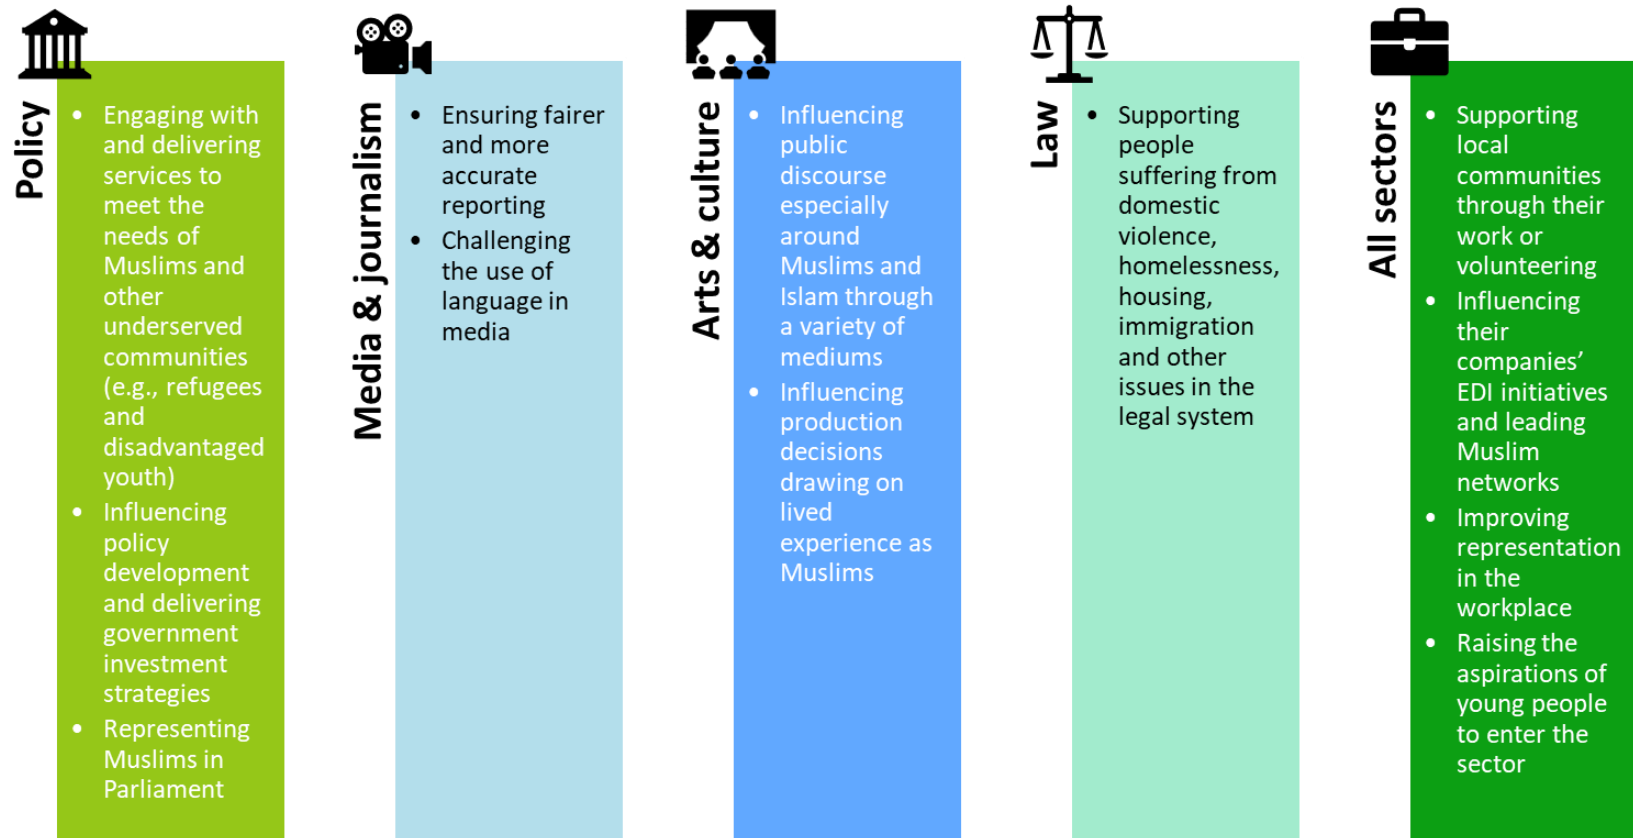 Policy
• Engaging with
and delivering
services to
meet the
needs of
Muslims and
other
underserved
communities
(e.g., refugees
and
disadvantaged
youth)
• Influencing
policy
development
and delivering
government
investment
strategies
• Representing
Muslims in
Parliament
Media & journalism
• Ensuring fairer
and more
accurate
reporting
• Challenging
the use of
language in
media
Arts & culture
• Influencing
public
discourse
especially
around
Muslims and
Islam through
a variety of
mediums
• Influencing
production
decisions
drawing on
lived
experience as
Muslims
Law
• Supporting
people
suffering from
domestic
violence,
homelessness,
housing,
immigration
and other
issues in the
legal system
All sectors
• Supporting
local
communities
through their
work or
volunteering
• Influencing
their
companies’
EDI initiatives
and leading
Muslim
networks
• Improving
representation
in the
workplace
• Raising the
aspirations of
young people
to enter the
sector